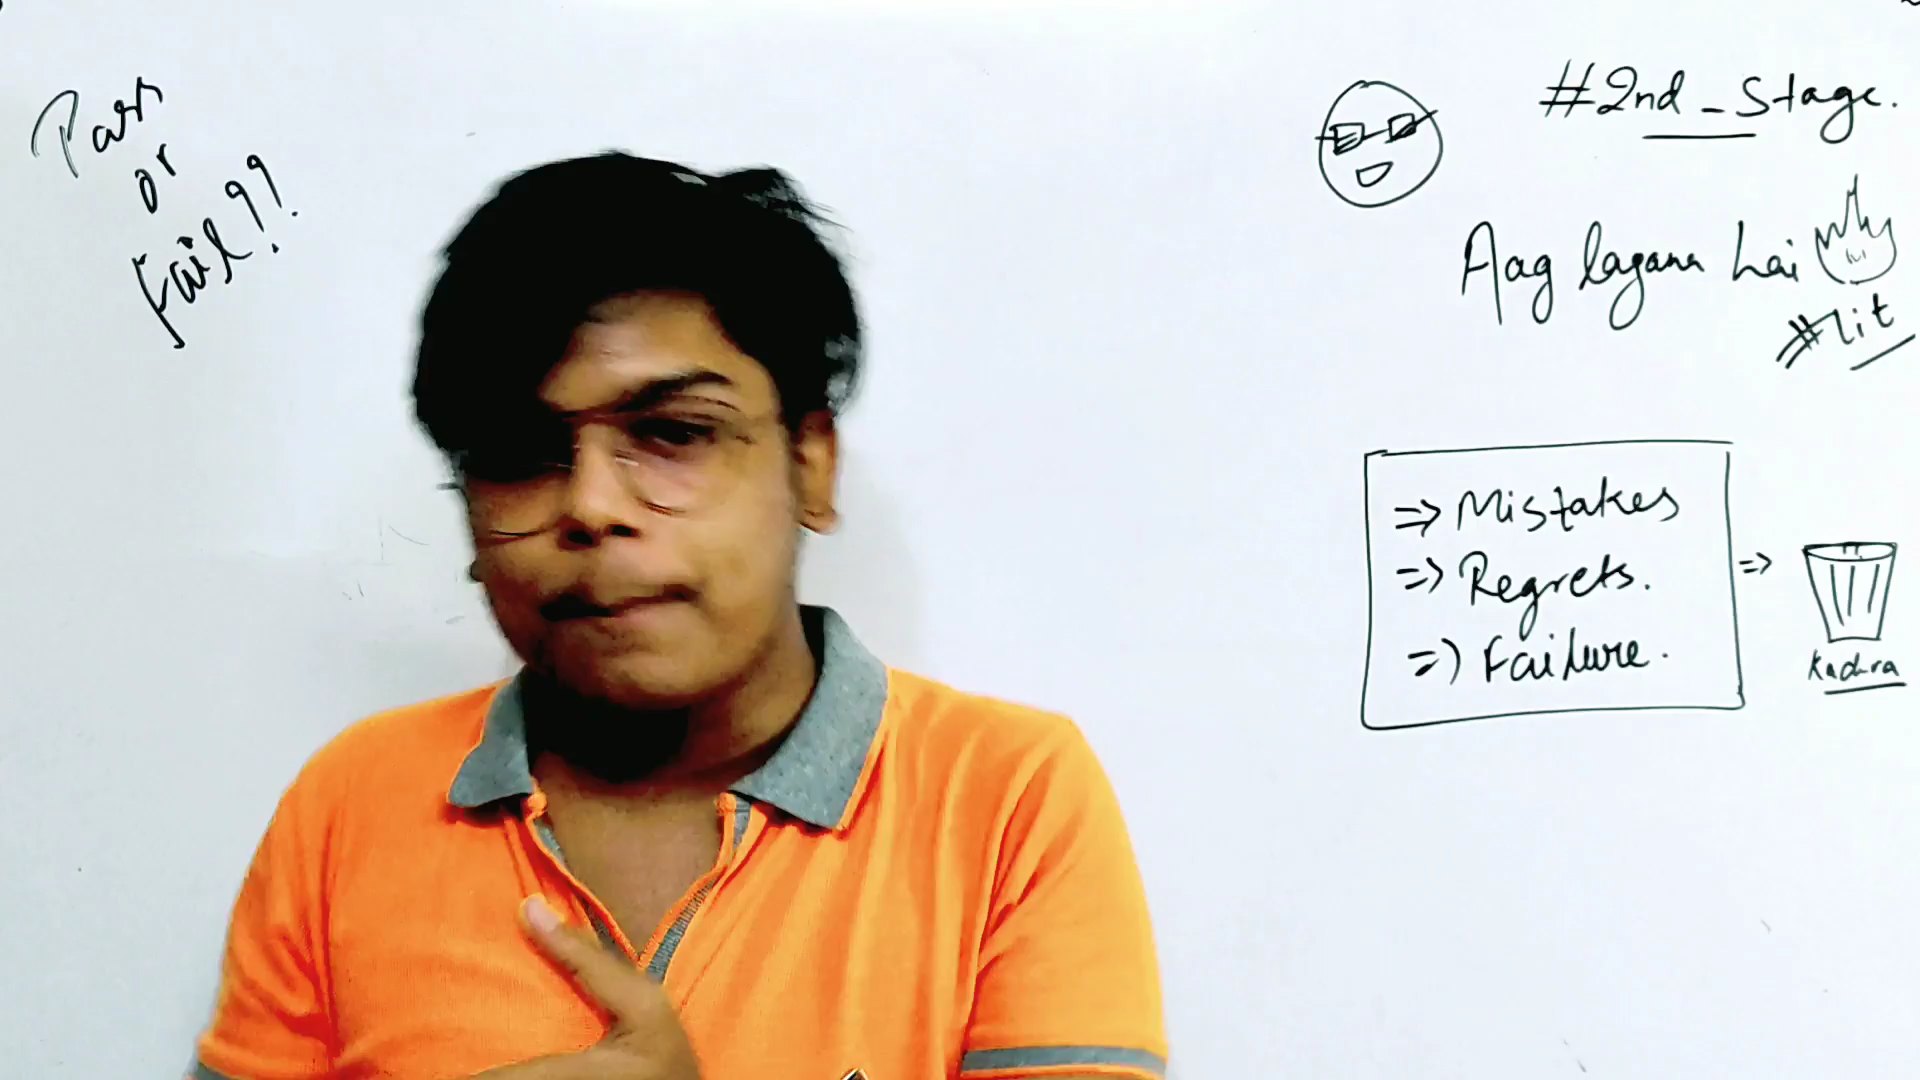 Pass
or
Fail??
#2nd_Stage.
Aag lagana hai
#lit
=> Mistakes
=> Regrets.
=> Failure.
=>
Kachra